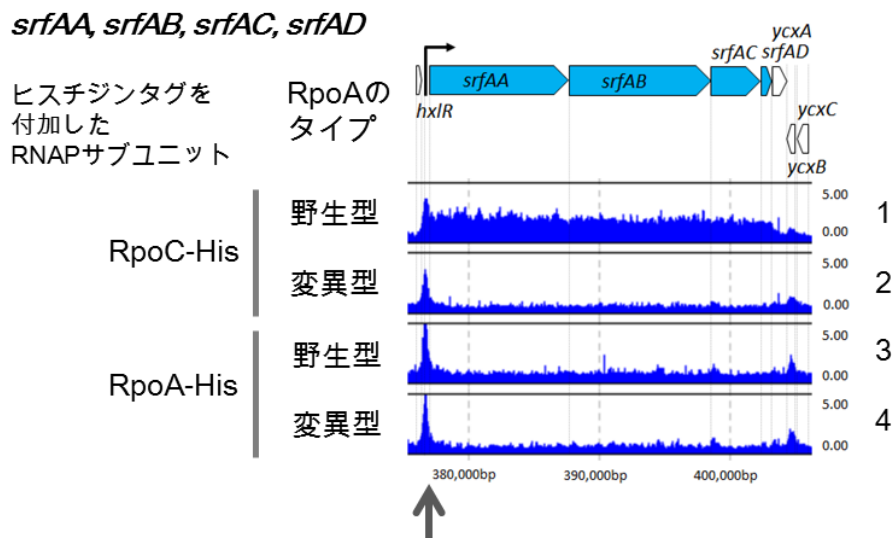 srfAA, srfAB, srfAC, srfAD
ycxA
srfAC srfAD
srfAA
srfAB
hxlR
ycxC
ycxB
ヒスチジンタグを
付加した
RNAPサブユニット
RpoAの
タイプ
RpoC-His
野生型
5.00
0.00
1
変異型
5.00
0.00
2
RpoA-His
野生型
5.00
0.00
3
変異型
5.00
0.00
4
380,000bp 390,000bp 400,000bp